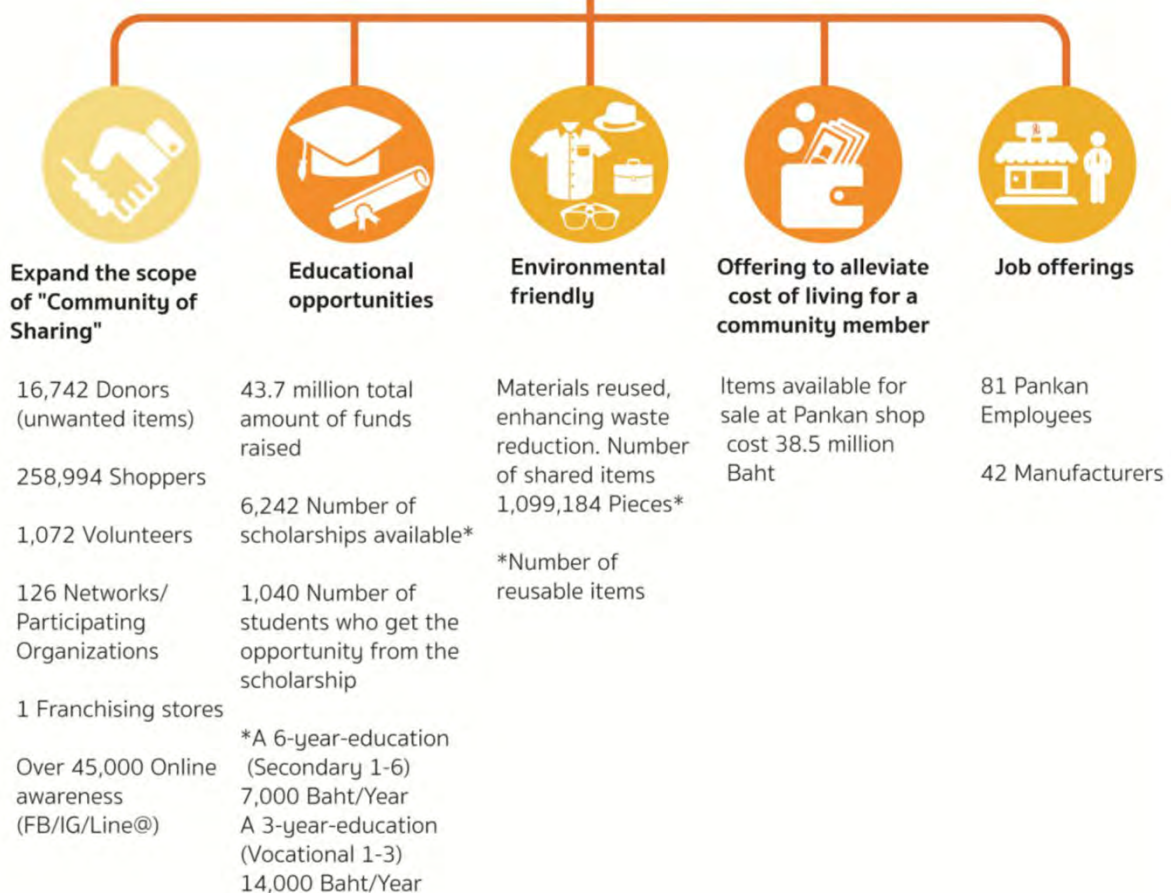 Expand the scope
of "Community of
Sharing"
16,742 Donors
(unwanted items)
258,994 Shoppers
1,072 Volunteers
126 Networks/
Participating
Organizations
1 Franchising stores
Over 45,000 Online
awareness
(FB/IG/Line@)
Educational
opportunities
43.7 million total
amount of funds
raised
6,242 Number of
scholarships available*
1,040 Number of
students who get the
opportunity from the
scholarship
*A 6-year-education
(Secondary 1-6)
7,000 Baht/Year
A 3-year-education
(Vocational 1-3)
14,000 Baht/Year
Environmental
friendly
Materials reused,
enhancing waste
reduction. Number
of shared items
1,099,184 Pieces*
*Number of
reusable items
Offering to alleviate
cost of living for a
community member
Items available for
sale at Pankan shop
cost 38.5 million
Baht
Job offerings
81 Pankan
Employees
42 Manufacturers